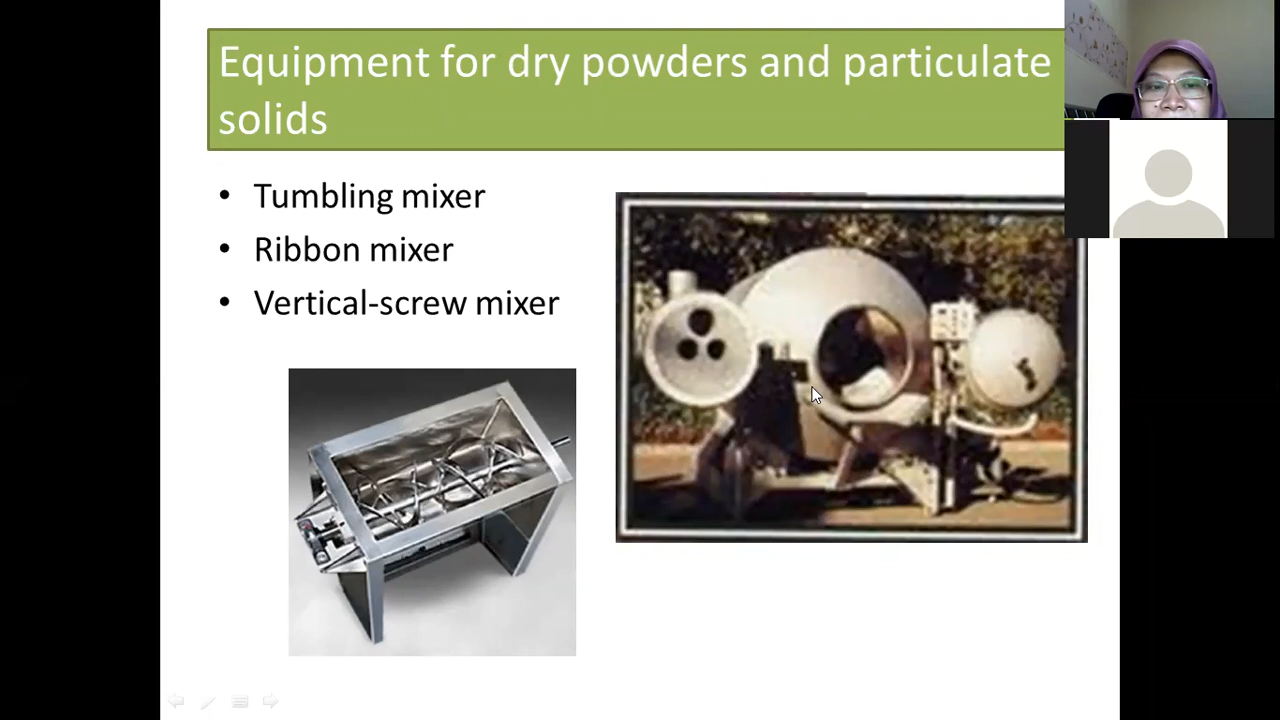 Equipment for dry powders and particulate
solids
• Tumbling mixer
• Ribbon mixer
• Vertical-screw mixer